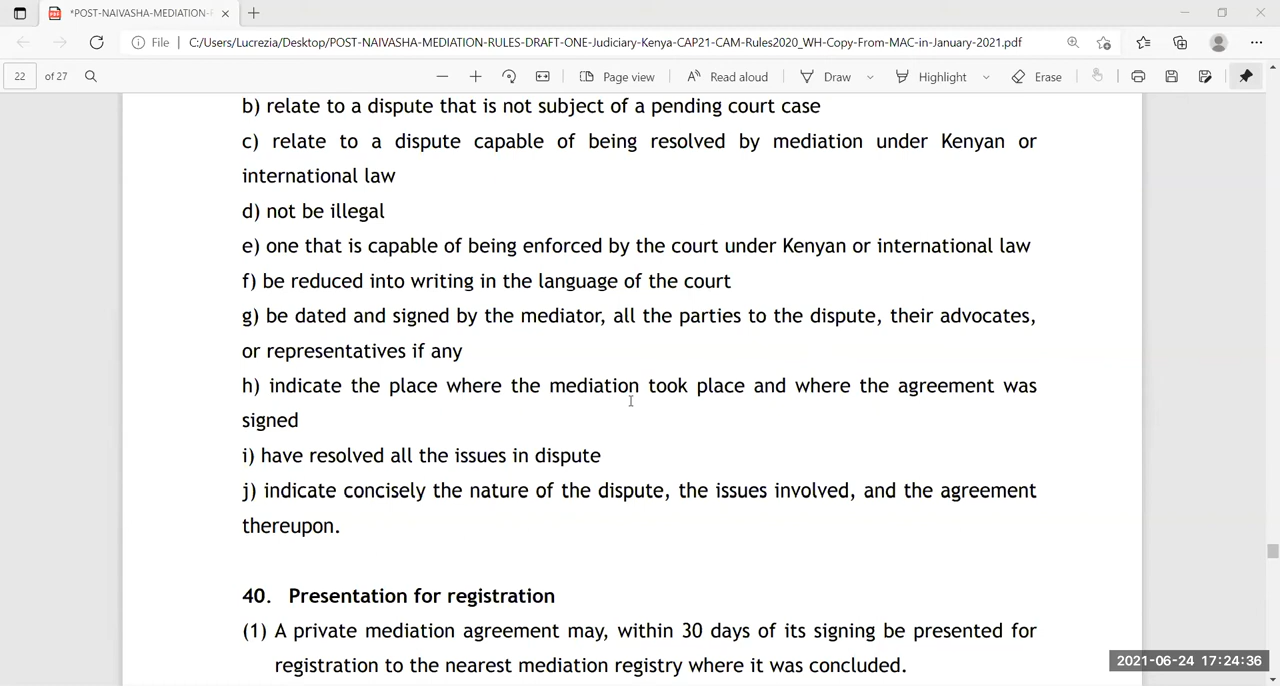 *POST-NAIVASHA-MEDIATION-
File
C:/Users/Lucrezia/Desktop/POST-NAIVASHA-MEDIATION-RULES-DRAFT-ONE-Judiciary-Kenya-CAP21-CAM-Rules2020_WH-Copy-From-MAC-in-January-2021.pdf
22 of 27
Page view
Read aloud
Draw
Highlight
Erase
b) relate to a dispute that is not subject of a pending court case
c) relate to a dispute capable of being resolved by mediation under Kenyan or
international law
d) not be illegal
e) one that is capable of being enforced by the court under Kenyan or international law
f) be reduced into writing in the language of the court
g) be dated and signed by the mediator, all the parties to the dispute, their advocates,
or representatives if any
h) indicate the place where the mediation took place and where the agreement was
signed
i) have resolved all the issues in dispute
j) indicate concisely the nature of the dispute, the issues involved, and the agreement
thereupon.
40. Presentation for registration
(1) A private mediation agreement may, within 30 days of its signing be presented for
registration to the nearest mediation registry where it was concluded.
2021-06-24 17:24:36